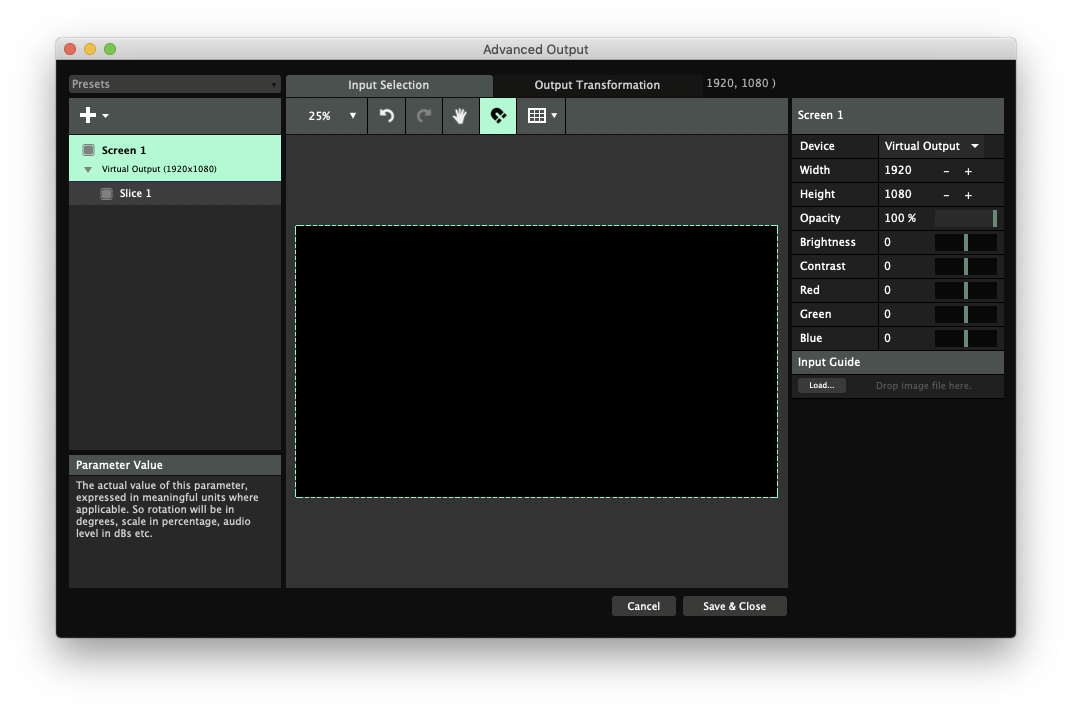 Advanced Output
Presets
Input Selection
Output Transformation
1920, 1080 )
25%
Screen 1
Virtual Output (1920x1080)
Slice 1
Parameter Value
The actual value of this parameter,
expressed in meaningful units where
applicable. So rotation will be in
degrees, scale in percentage, audio
level in dBs etc.
Screen 1
Device Virtual Output
Width 1920 - +
Height 1080 - +
Opacity 100 %
Brightness 0
Contrast 0
Red 0
Green 0
Blue 0
Input Guide
Load... Drop image file here.
Cancel Save & Close